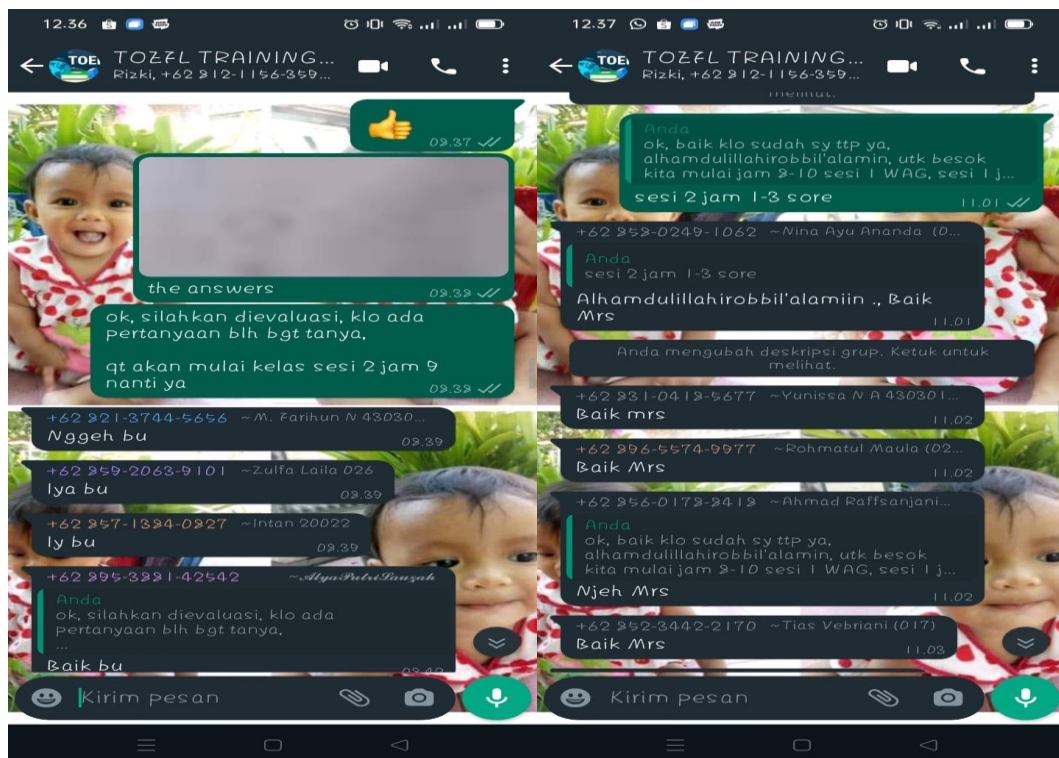 12.36
TOEFL TRAINING...
Rizki, +62 812-1156-359...
08.37
the answers
08.38
ok, silahkan dievaluasi, klo ada
pertanyaan blh bgt tanya,
qt akan mulai kelas sesi 2 jam 9
nanti ya
08.38
+62 821-3744-5656 ~M. Farihun N 43030...
Nggeh bu
08.39
+62 859-2063-9101 ~Zulfa Laila 026
Iya bu
08.39
+62 857-1384-0827 ~Intan 20022
Iy bu
08.39
+62 895-3881-42542 ~AlyaPutriFauzah
Anda
ok, silahkan dievaluasi, klo ada
pertanyaan blh bgt tanya,
...
Baik bu
08.40
Kirim pesan
12.37
TOEFL TRAINING...
Rizki, +62 812-1156-359...
melihat.
Anda
ok, baik klo sudah sy ttp ya,
alhamdulillahirobbil'alamin, utk besok
kita mulai jam 8-10 sesi 1 WAG, sesi 1 j...
sesi 2 jam 1-3 sore
11.01
+62 858-0249-1062 ~Nina Ayu Ananda (0...
Anda
sesi 2 jam 1-3 sore
Alhamdulillahirobbil'alamiin ., Baik
Mrs
11.01
Anda mengubah deskripsi grup. Ketuk untuk
melihat.
+62 831-0418-5677 ~Yunissa N A 430301...
Baik mrs
11.02
+62 896-5574-9977 ~Rohmatul Maula (02...
Baik Mrs
11.02
+62 856-0178-8418 ~Ahmad Raffsanjani...
Anda
ok, baik klo sudah sy ttp ya,
alhamdulillahirobbil'alamin, utk besok
kita mulai jam 8-10 sesi 1 WAG, sesi 1 j...
Njeh Mrs
11.02
+62 852-3442-2170 ~Tias Vebriani (017)
Baik Mrs
11.03
Kirim pesan